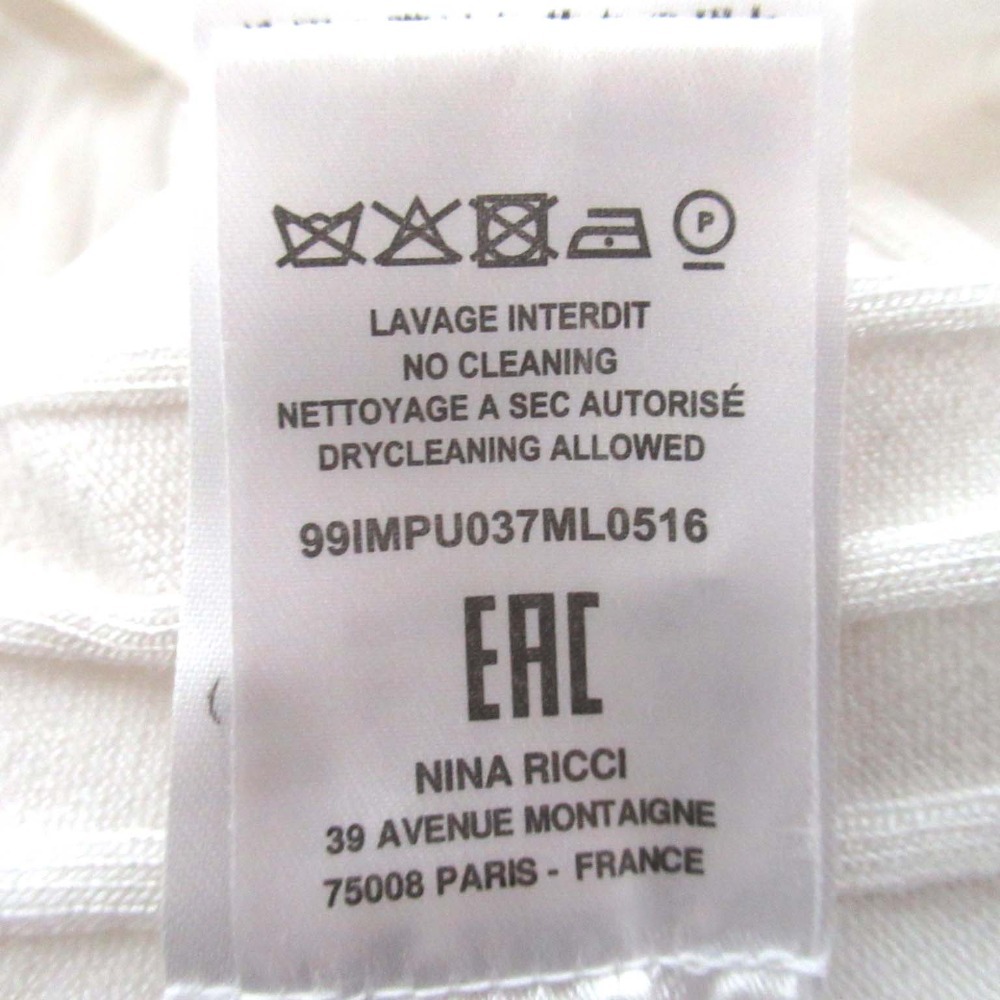 P
LAVAGE INTERDIT
NO CLEANING
NETTOYAGE A SEC AUTORISÉ
DRYCLEANING ALLOWED
99IMPU037ML0516
EAC
NINA RICCI
39 AVENUE MONTAIGNE
75008 PARIS - FRANCE